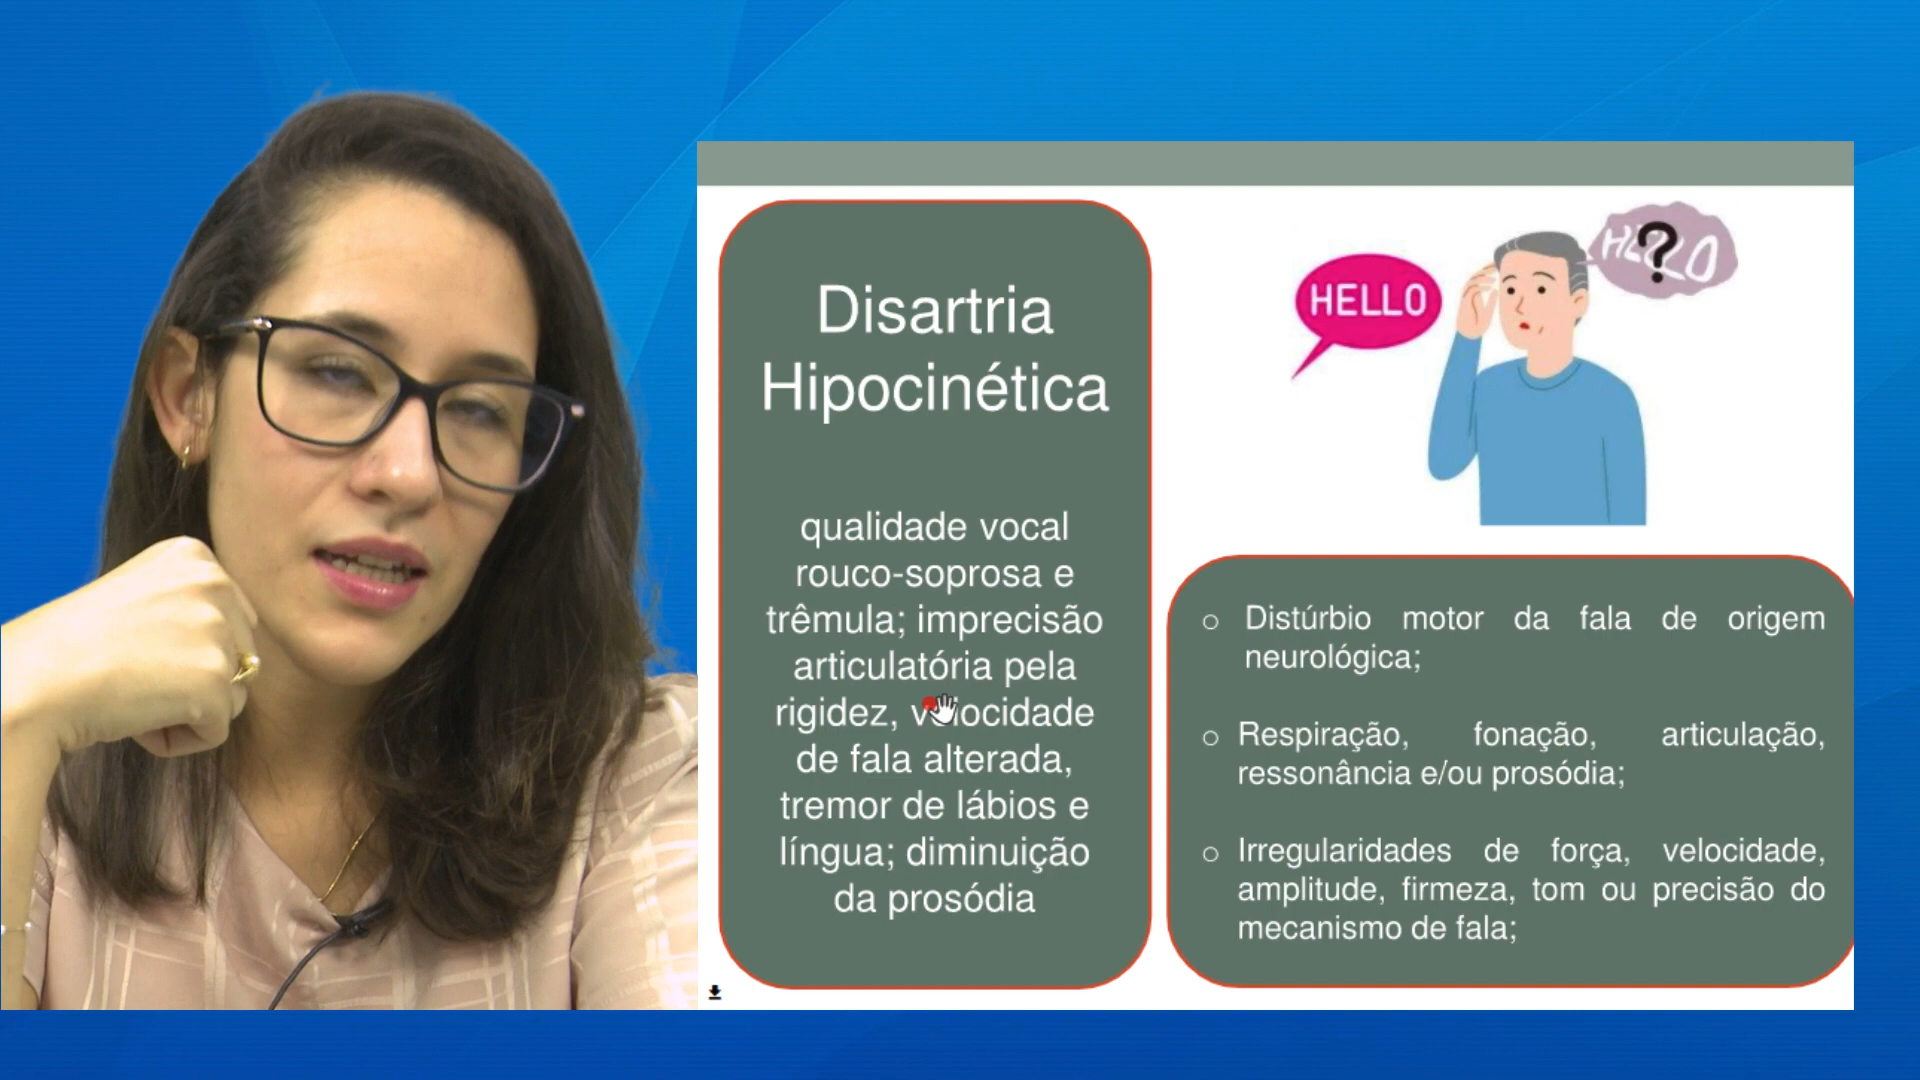 Disartria
Hipocinética
qualidade vocal
rouco-soprosa e
trêmula; imprecisão
articulatória pela
rigidez, velocidade
de fala alterada,
tremor de lábios e
língua; diminuição
da prosódia
HELLO
HELLO
?
Distúrbio motor da fala de origem
neurológica;
Respiração, fonação, articulação,
ressonância e/ou prosódia;
Irregularidades de força, velocidade,
amplitude, firmeza, tom ou precisão do
mecanismo de fala;